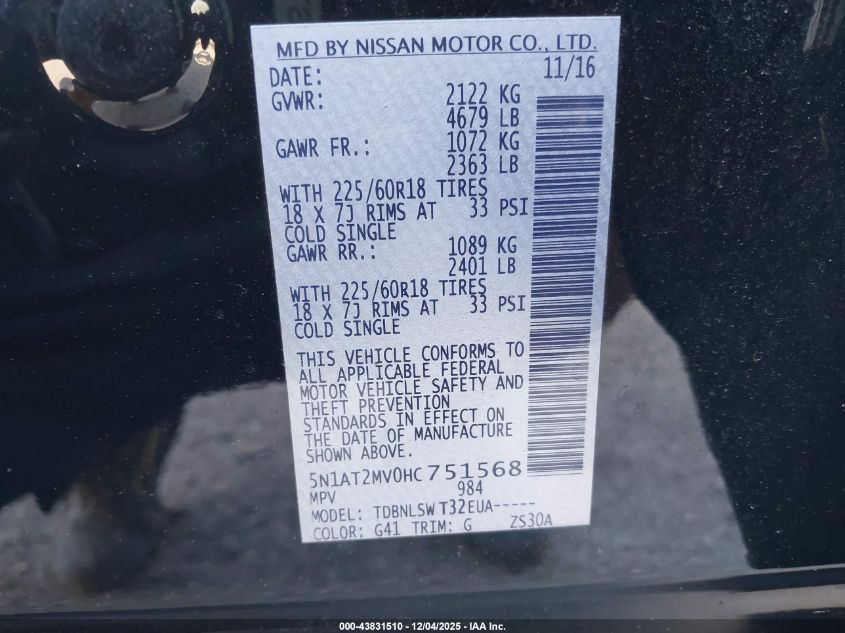 MFD BY NISSAN MOTOR CO., LTD.
DATE: 11/16
GVWR: 2122 KG
4679 LB
GAWR FR.: 1072 KG
2363 LB
WITH 225/60R18 TIRES
18 X 7J RIMS AT 33 PSI
COLD SINGLE
GAWR RR.: 1089 KG
2401 LB
WITH 225/60R18 TIRES
18 X 7J RIMS AT 33 PSI
COLD SINGLE
THIS VEHICLE CONFORMS TO
ALL APPLICABLE FEDERAL
MOTOR VEHICLE SAFETY AND
THEFT PREVENTION
STANDARDS IN EFFECT ON
THE DATE OF MANUFACTURE
SHOWN ABOVE.
5N1AT2MV0HC751568
MPV 984
MODEL: TDBNLSW T32EUA-----
COLOR: G41 TRIM: G ZS30A
000-43831510 - 12/04/2025 - IAA Inc.